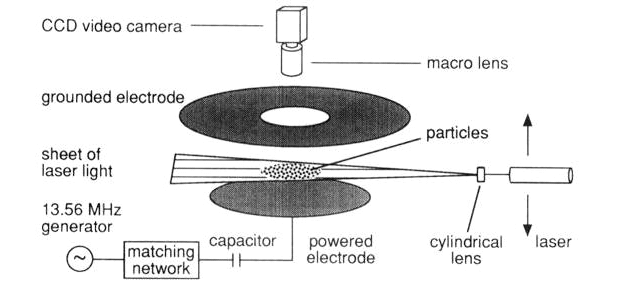 CCD video camera
macro lens
grounded electrode
particles
sheet of
laser light
13.56 MHz
generator
matching
network
capacitor
powered
electrode
cylindrical
lens
laser
~